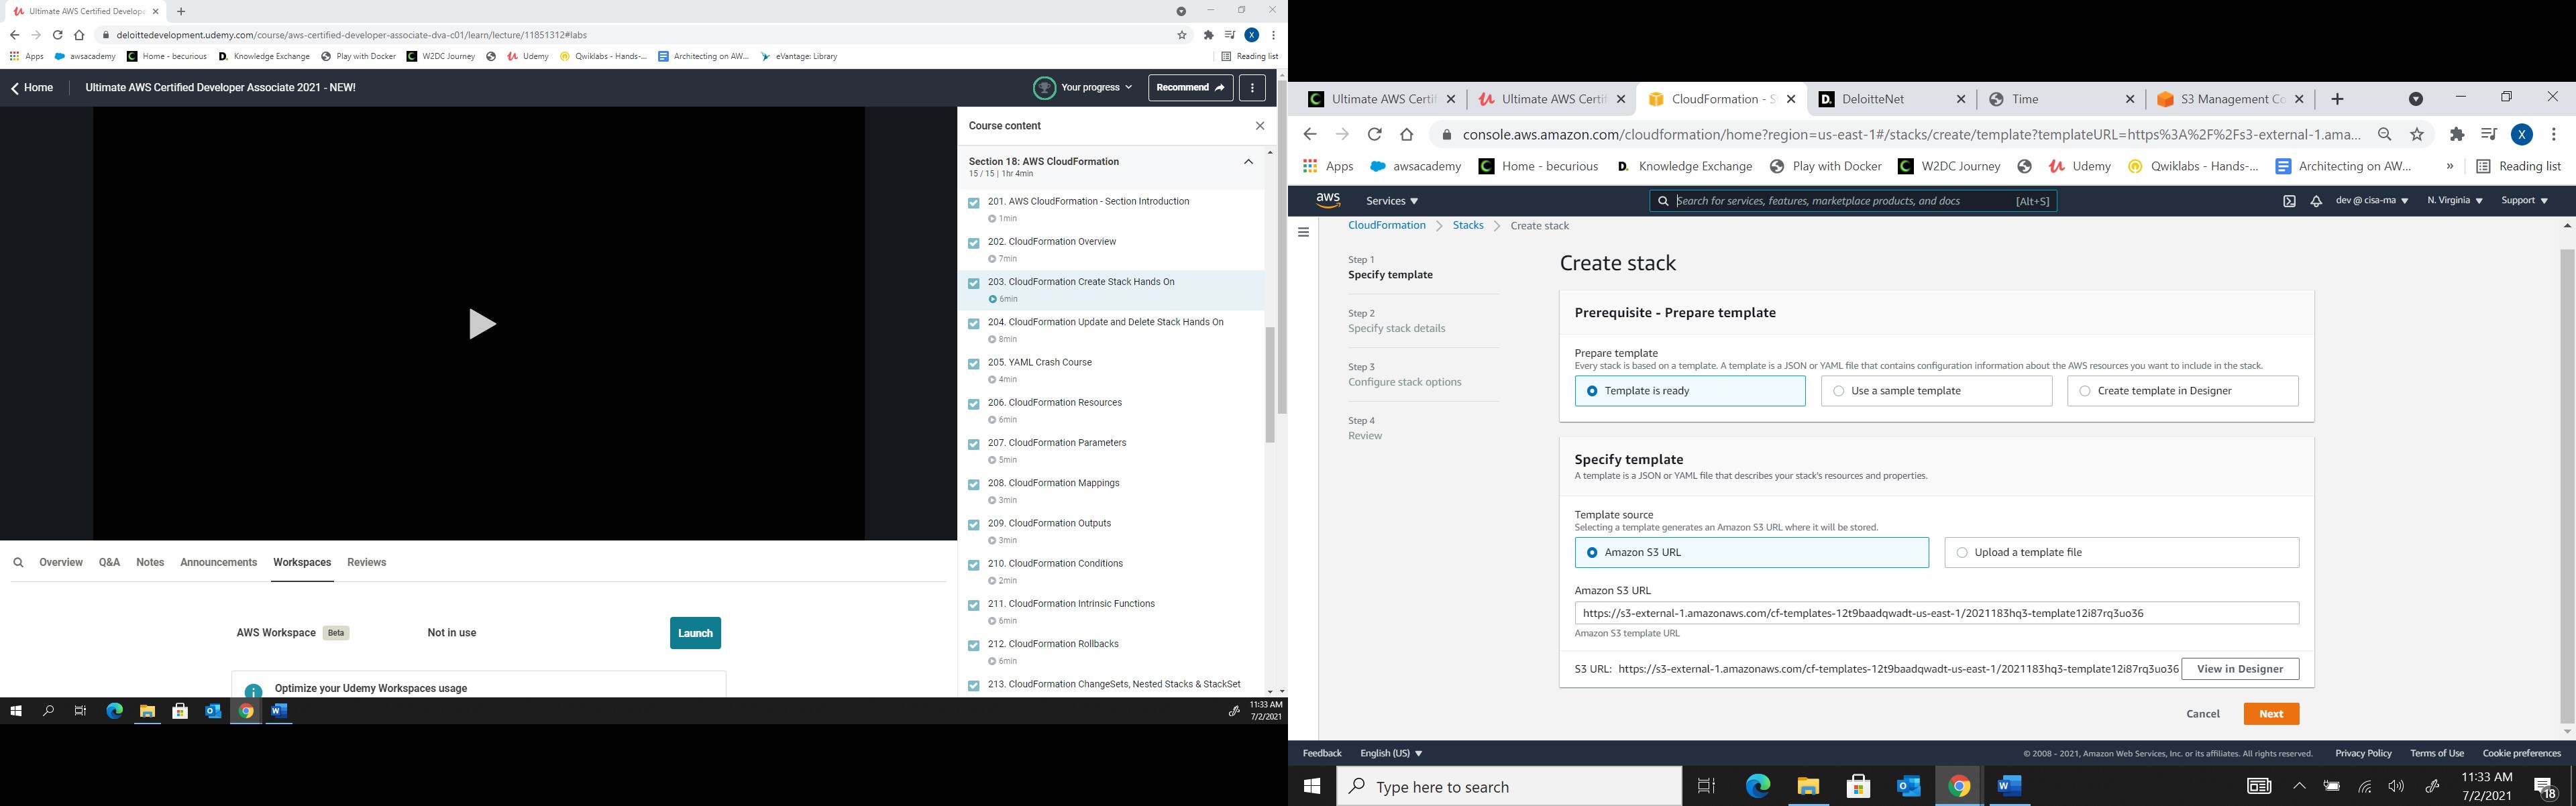 Ultimate AWS Certified Develope
deloittedevelopment.udemy.com/course/aws-certified-developer-associate-dva-c01/learn/lecture/11851312#labs
Apps awsacademy Home - becurious Knowledge Exchange Play with Docker W2DC Journey Udemy Qwiklabs - Hands-... Architecting on AW... eVantage: Library Reading list
Home Ultimate AWS Certified Developer Associate 2021 - NEW! Your progress Recommend
Course content
Section 18: AWS CloudFormation
15 / 15 | 1hr 4min
201. AWS CloudFormation - Section Introduction
1min
202. CloudFormation Overview
7min
203. CloudFormation Create Stack Hands On
6min
204. CloudFormation Update and Delete Stack Hands On
8min
205. YAML Crash Course
4min
206. CloudFormation Resources
6min
207. CloudFormation Parameters
5min
208. CloudFormation Mappings
3min
209. CloudFormation Outputs
3min
210. CloudFormation Conditions
2min
211. CloudFormation Intrinsic Functions
6min
212. CloudFormation Rollbacks
6min
213. CloudFormation ChangeSets, Nested Stacks & StackSet
Overview Q&A Notes Announcements Workspaces Reviews
AWS Workspace Beta Not in use Launch
Optimize your Udemy Workspaces usage
11:33 AM
7/2/2021
Ultimate AWS Certif Ultimate AWS Certif CloudFormation - S DeloitteNet Time S3 Management Co
console.aws.amazon.com/cloudformation/home?region=us-east-1#/stacks/create/template?templateURL=https%3A%2F%2Fs3-external-1.ama...
Apps awsacademy Home - becurious Knowledge Exchange Play with Docker W2DC Journey Udemy Qwiklabs - Hands-... Architecting on AW... » Reading list
aws Services Search for services, features, marketplace products, and docs [Alt+S] dev @ cisa-ma N. Virginia Support
CloudFormation Stacks Create stack
Step 1
Specify template
Step 2
Specify stack details
Step 3
Configure stack options
Step 4
Review
Create stack
Prerequisite - Prepare template
Prepare template
Every stack is based on a template. A template is a JSON or YAML file that contains configuration information about the AWS resources you want to include in the stack.
Template is ready Use a sample template Create template in Designer
Specify template
A template is a JSON or YAML file that describes your stack's resources and properties.
Template source
Selecting a template generates an Amazon S3 URL where it will be stored.
Amazon S3 URL Upload a template file
Amazon S3 URL
https://s3-external-1.amazonaws.com/cf-templates-12t9baadqwadt-us-east-1/2021183hq3-template12i87rq3uo36
Amazon S3 template URL
S3 URL: https://s3-external-1.amazonaws.com/cf-templates-12t9baadqwadt-us-east-1/2021183hq3-template12i87rq3uo36 View in Designer
Cancel Next
Feedback English (US) © 2008 - 2021, Amazon Web Services, Inc. or its affiliates. All rights reserved. Privacy Policy Terms of Use Cookie preferences
Type here to search
11:33 AM
7/2/2021
18